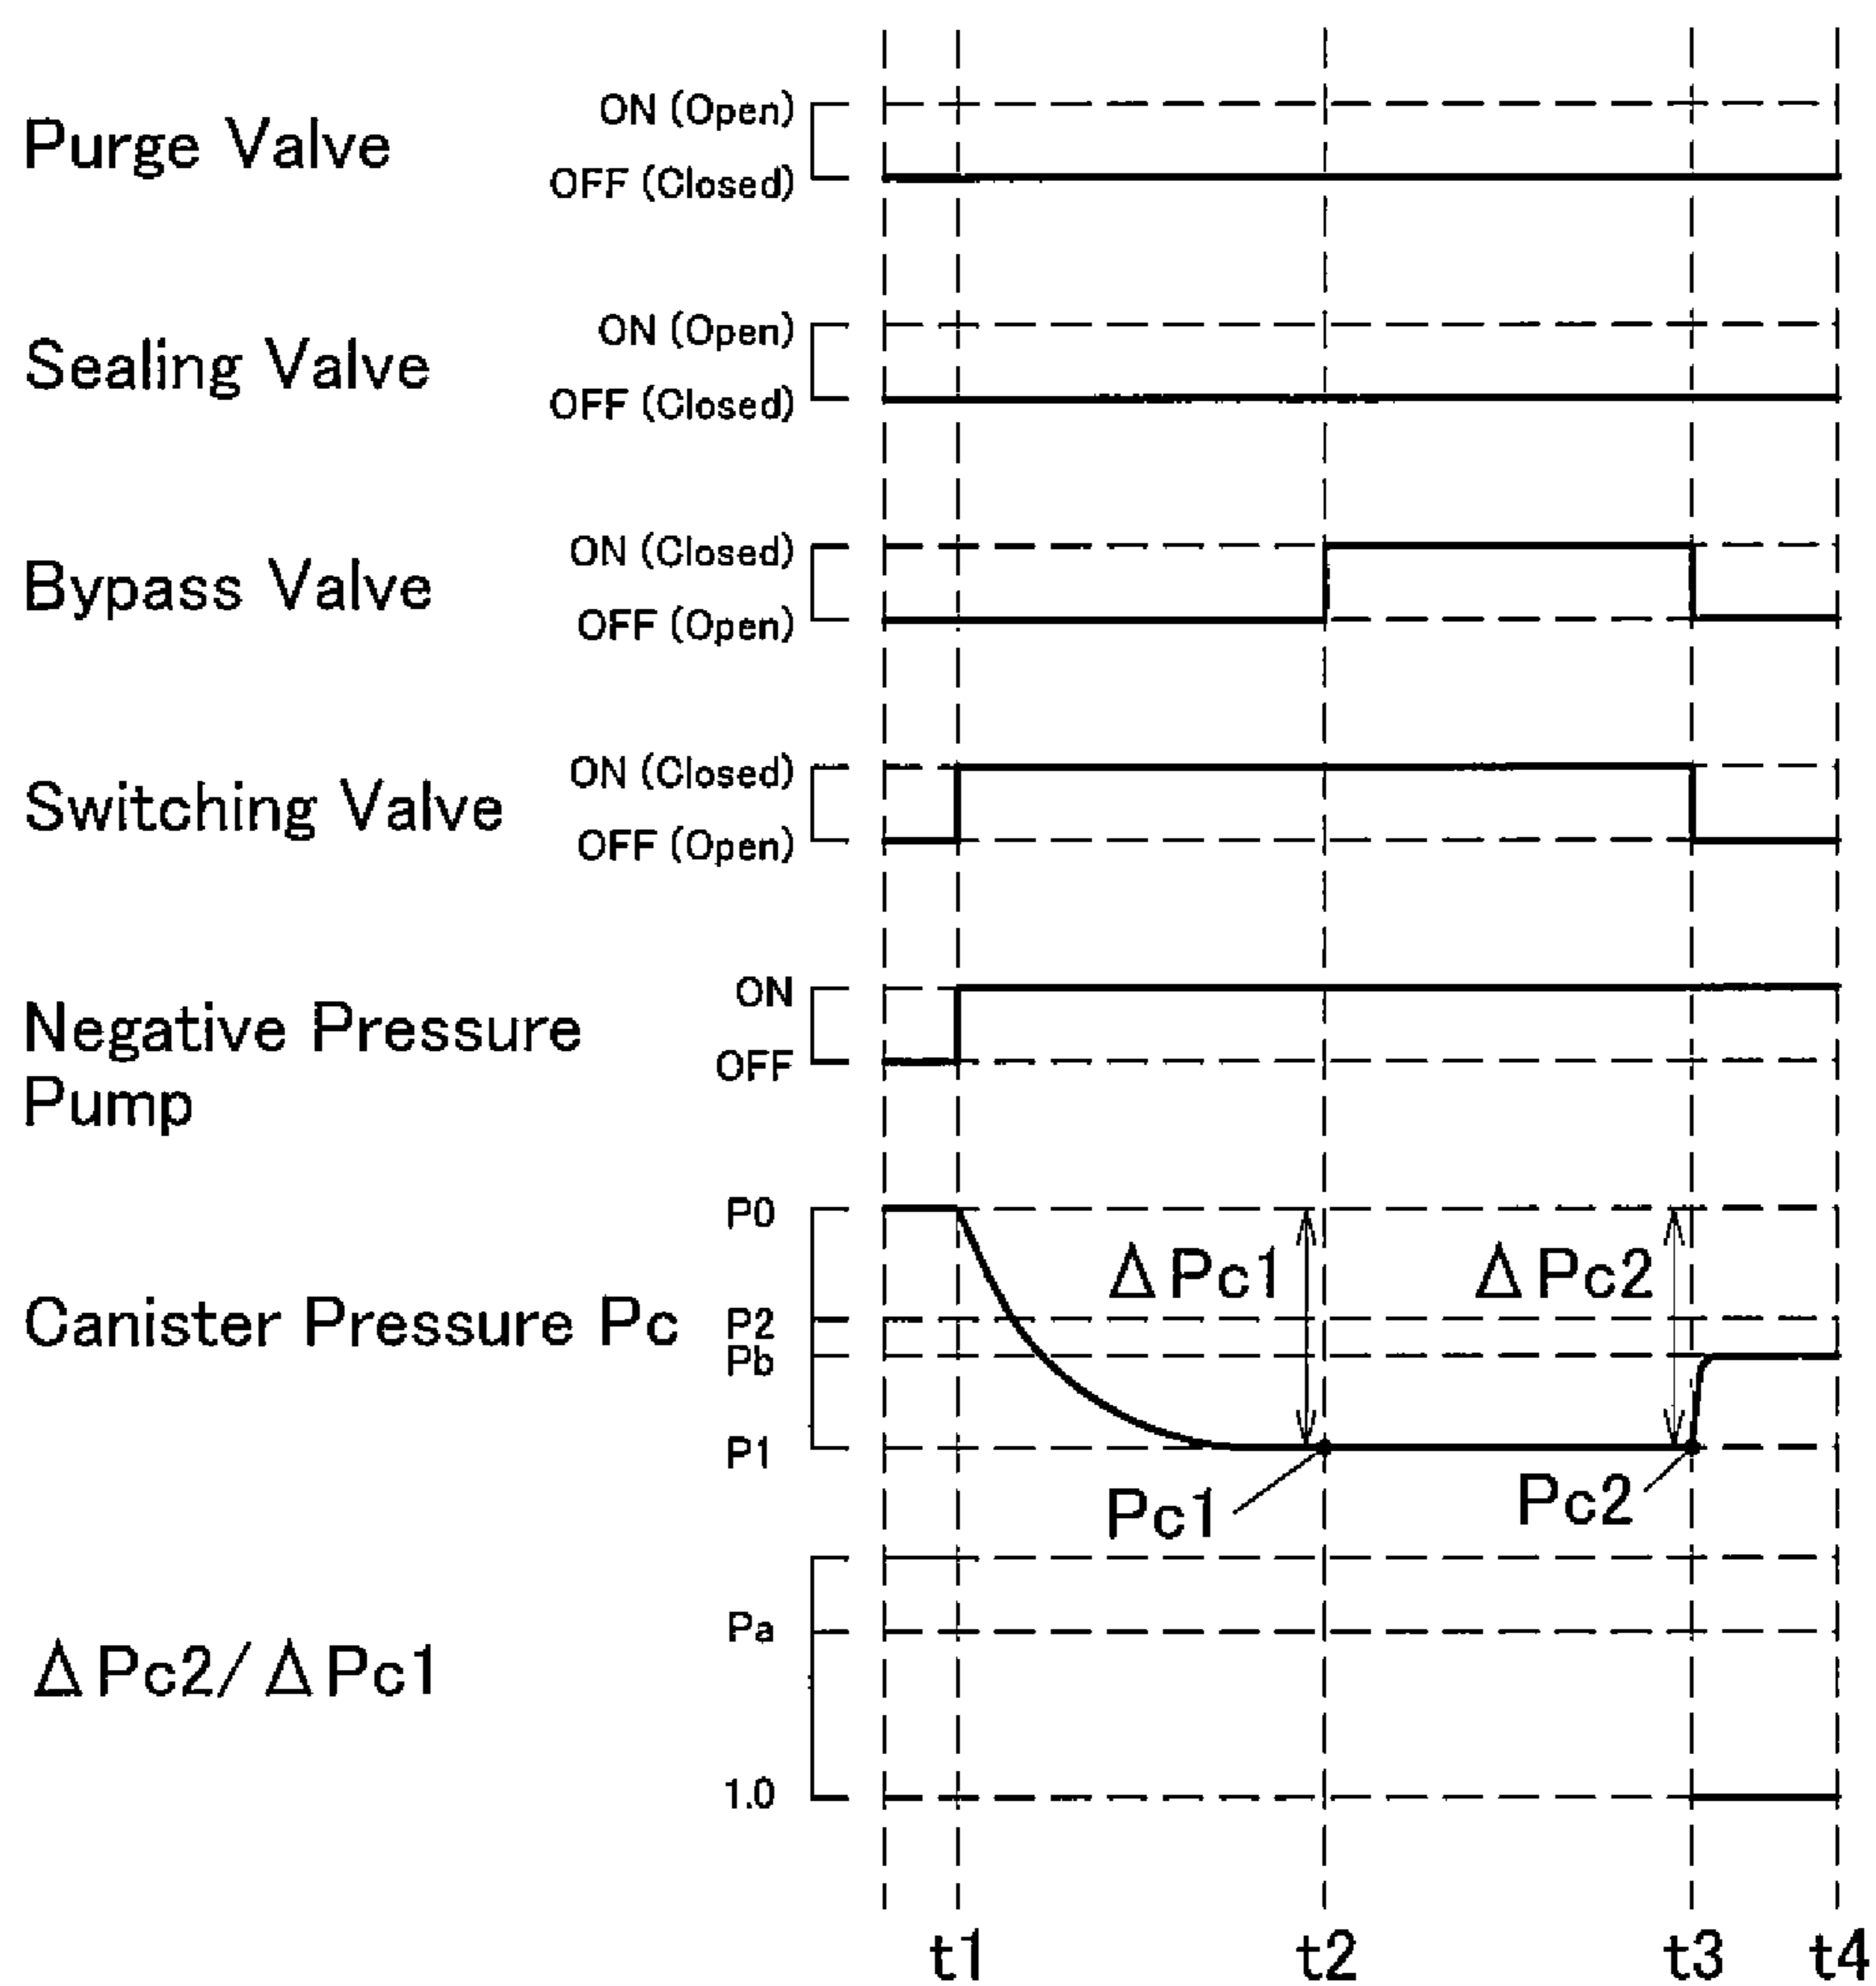 Purge Valve
ON (Open)
OFF (Closed)
Sealing Valve
ON (Open)
OFF (Closed)
Bypass Valve
ON (Closed)
OFF (Open)
Switching Valve
ON (Closed)
OFF (Open)
Negative Pressure
Pump
ON
OFF
Canister Pressure Pc
P0
P2
Pb
P1
ΔPc1
ΔPc2
Pc1
Pc2
ΔPc2/ΔPc1
Pa
1.0
t1
t2
t3
t4